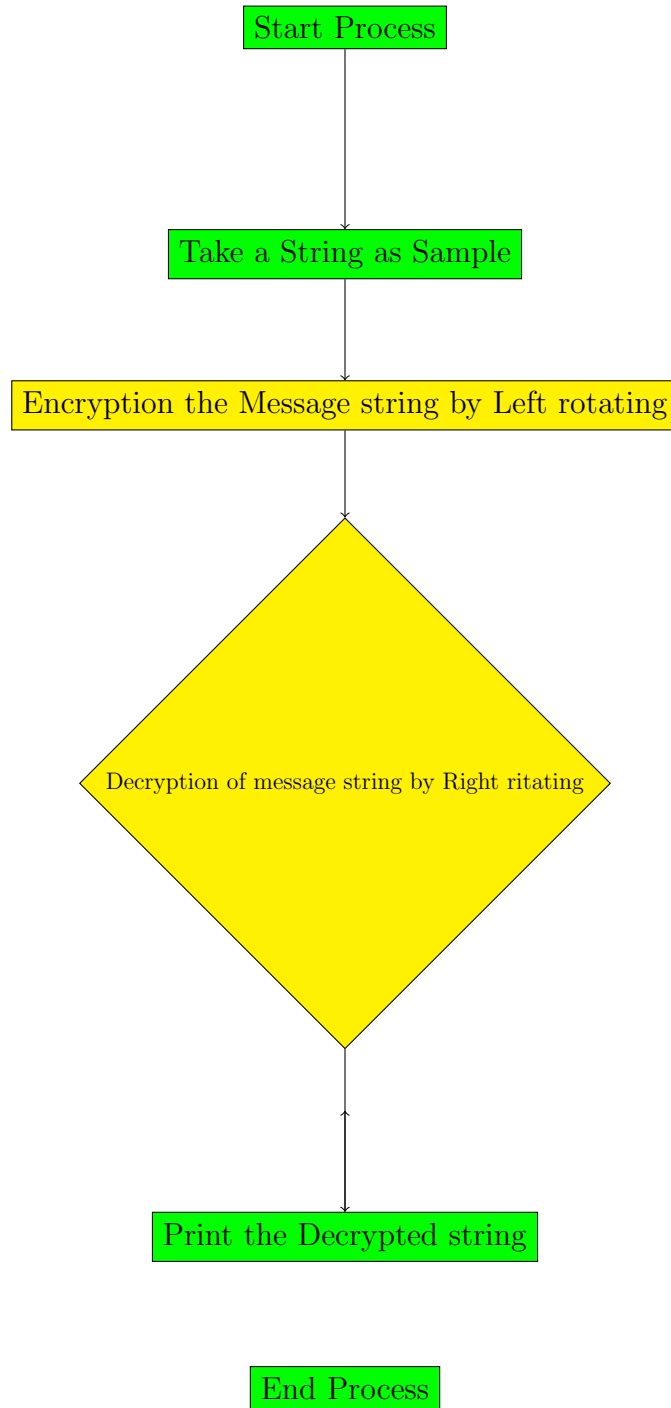 Start Process
Take a String as Sample
Encryption the Message string by Left rotating
Decryption of message string by Right ritating
Print the Decrypted string
End Process